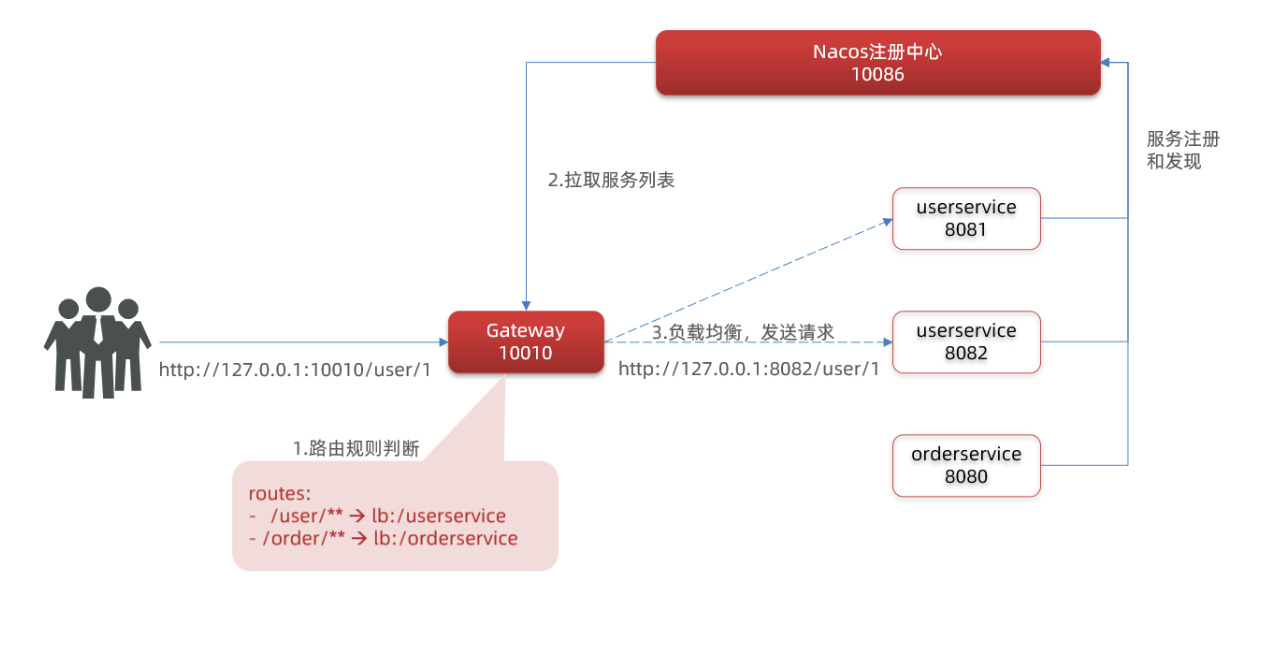 Nacos注册中心
10086
服务注册
和发现
2.拉取服务列表
userservice
8081
Gateway
10010
3.负载均衡，发送请求
userservice
8082
http://127.0.0.1:10010/user/1
http://127.0.0.1:8082/user/1
1.路由规则判断
orderservice
8080
routes:
- /user/** → lb:/userservice
- /order/** → lb:/orderservice